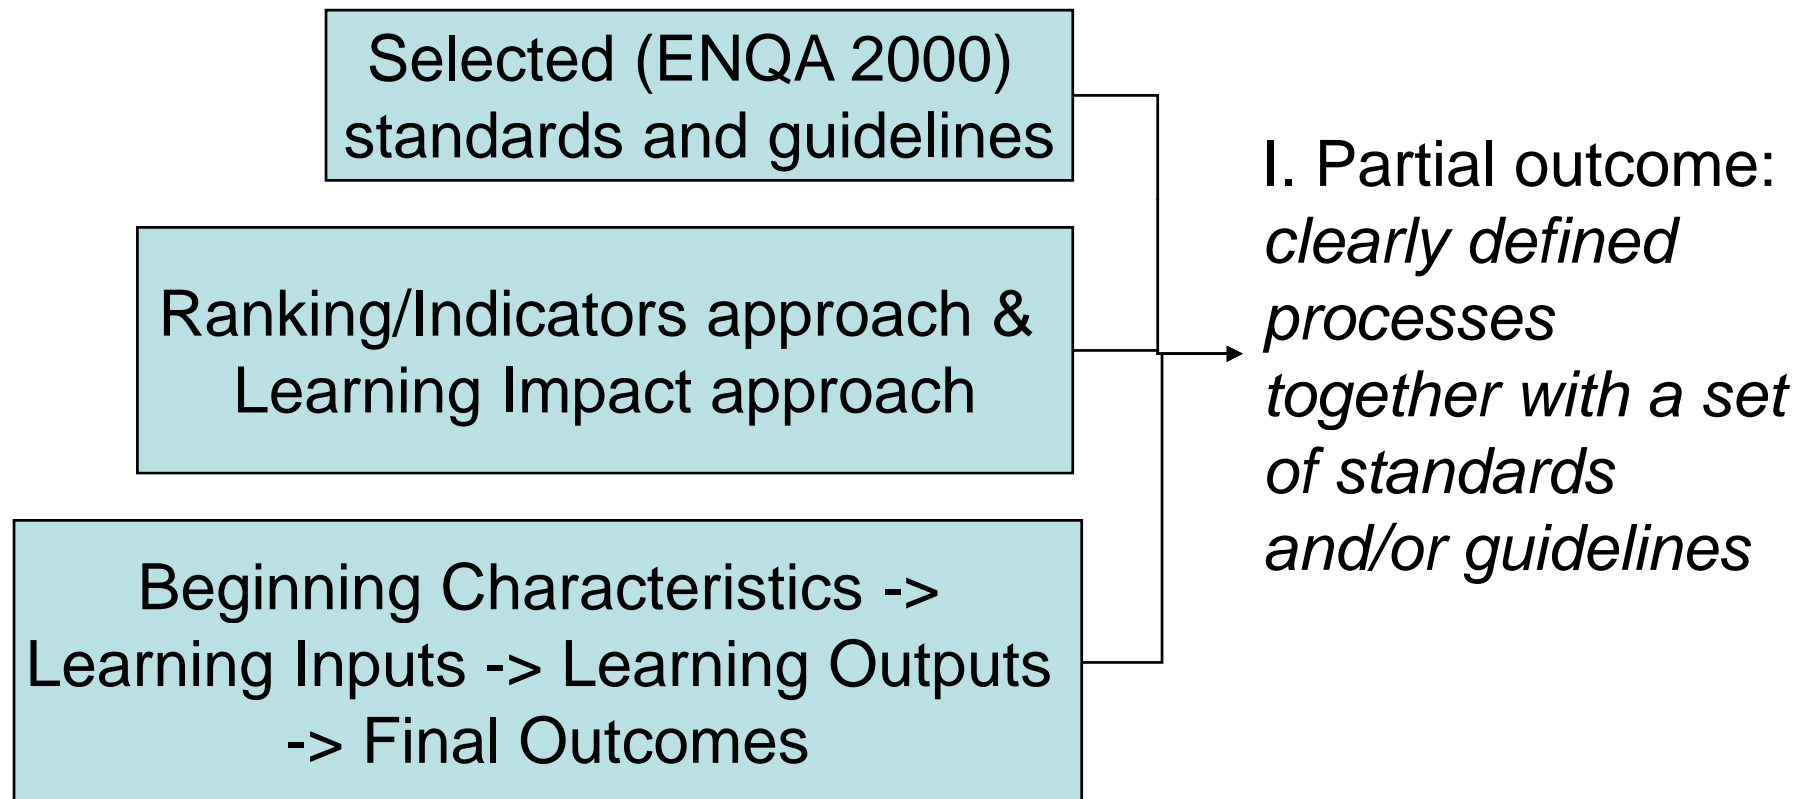 Selected (ENQA 2000)
standards and guidelines
Ranking/Indicators approach &
Learning Impact approach
Beginning Characteristics ->
Learning Inputs -> Learning Outputs
-> Final Outcomes
I. Partial outcome:
clearly defined
processes
together with a set
of standards
and/or guidelines